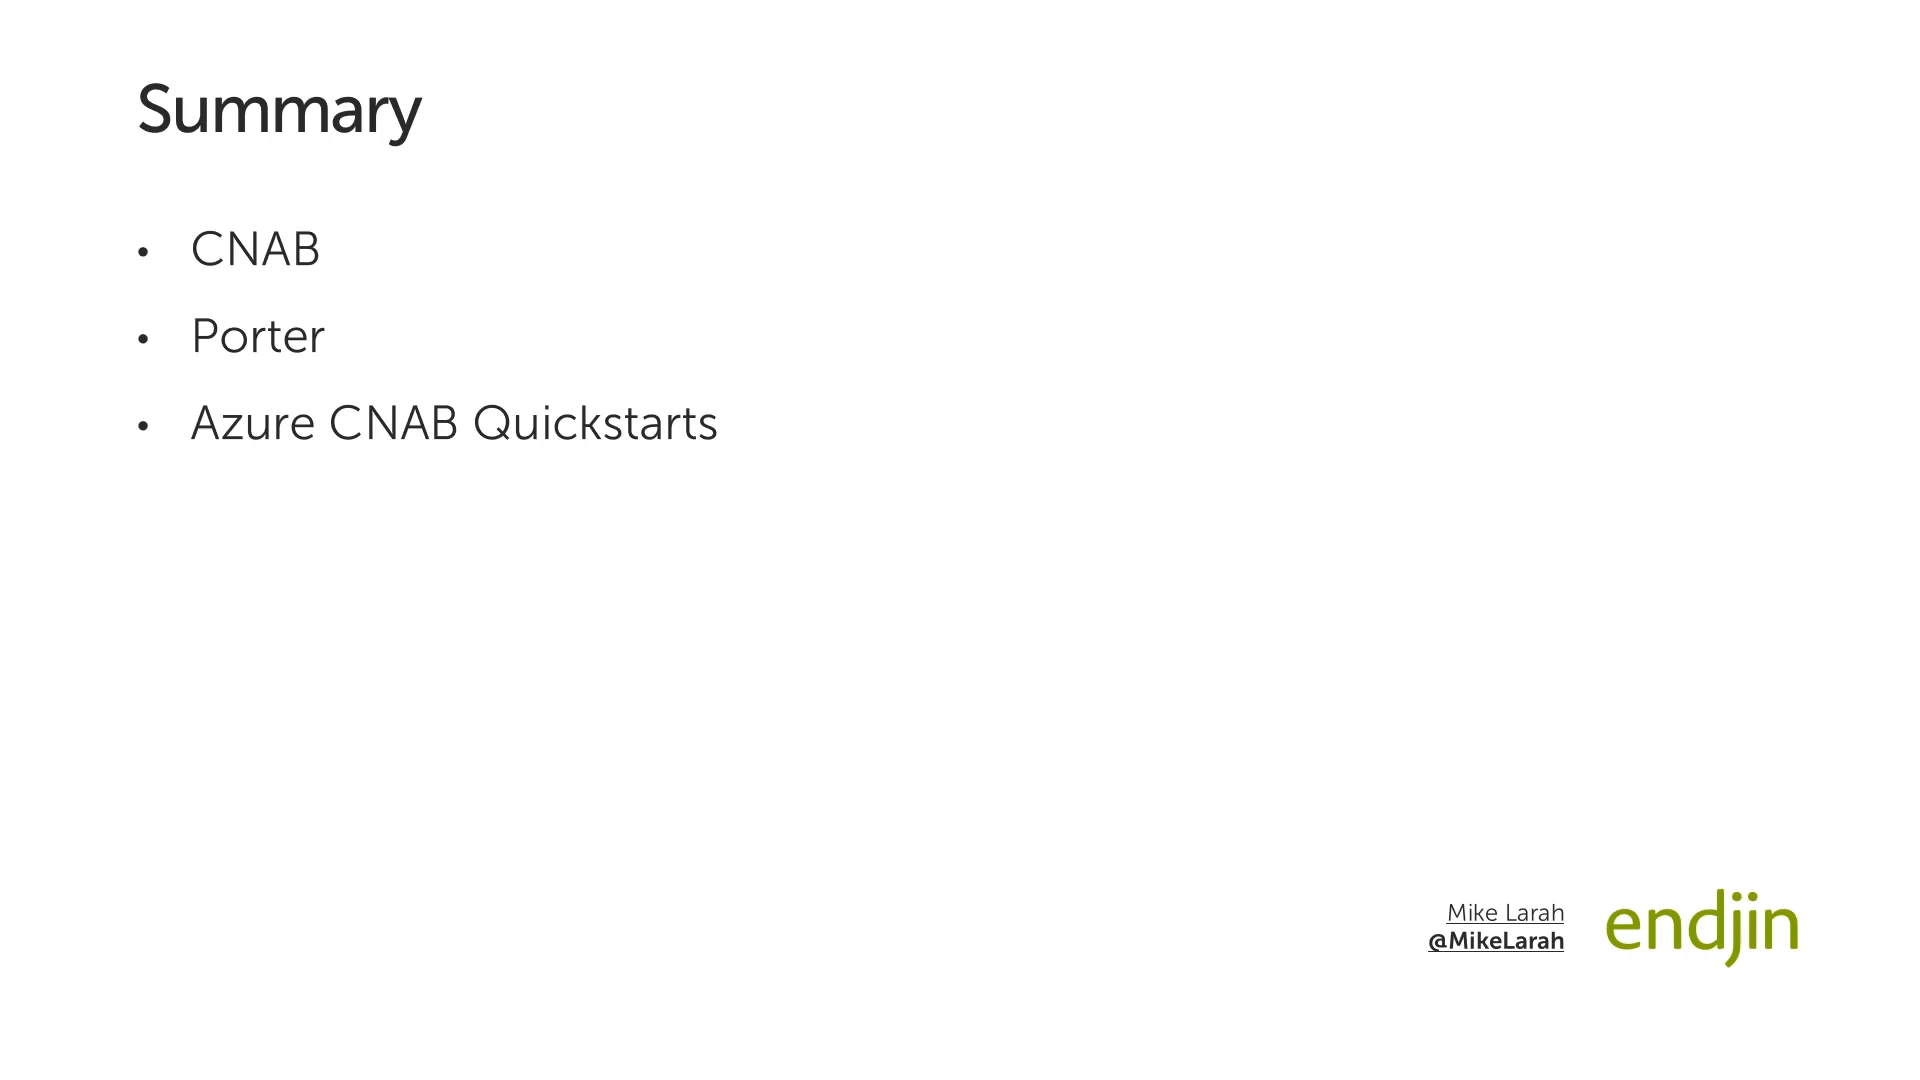 Summary
• CNAB
• Porter
• Azure CNAB Quickstarts
Mike Larah
@MikeLarah
endjin